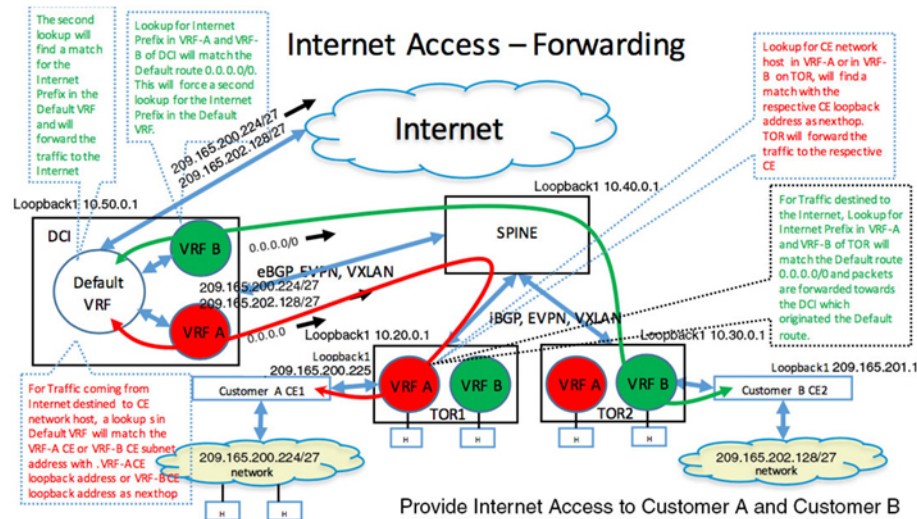 Internet Access – Forwarding
The second
lookup will
find a match
for the
Internet
Prefix in the
Default VRF
and will
forward the
traffic to the
Internet
Lookup for Internet
Prefix in VRF-A and VRF-
B of DCI will match the
Default route 0.0.0.0/0.
This will force a second
lookup for the Internet
Prefix in the Default
VRF.
209.165.200.224/27
209.165.202.128/27
Internet
Lookup for CE network
host in VRF-A or in VRF-
B on TOR, will find a
match with the
respective CE loopback
address as nexthop.
TOR will forward the
traffic to the respective
CE
Loopback1 10.50.0.1
Loopback1 10.40.0.1
DCI
VRF B
Default
VRF
VRF A
0.0.0.0/0
SPINE
eBGP, EVPN, VXLAN
209.165.200.224/27
209.165.202.128/27
0.0.0.0
For Traffic destined to
the Internet, Lookup for
Internet Prefix in VRF-A
and VRF-B of TOR will
match the Default route
0.0.0.0/0 and packets
are forwarded towards
the DCI which
originated the Default
route.
iBGP, EVPN, VXLAN
Loopback1 10.20.0.1
Loopback1 10.30.0.1
Loopback1
209.165.200.225
Loopback1 209.165.201.1
For Traffic coming from
Internet destined to CE
network host, a lookup s in
Default VRF will match the
VRF-A CE or VRF-B CE subnet
address with . VRF-ACE
loopback address or VRF-B CE
loopback address as nexthop
Customer A CE1
VRF A
VRF B
TOR1
VRF A
VRF B
TOR2
Customer B CE2
H
H
H
H
209.165.200.224/27
network
209.165.202.128/27
network
H
H
H
H
Provide Internet Access to Customer A and Customer B